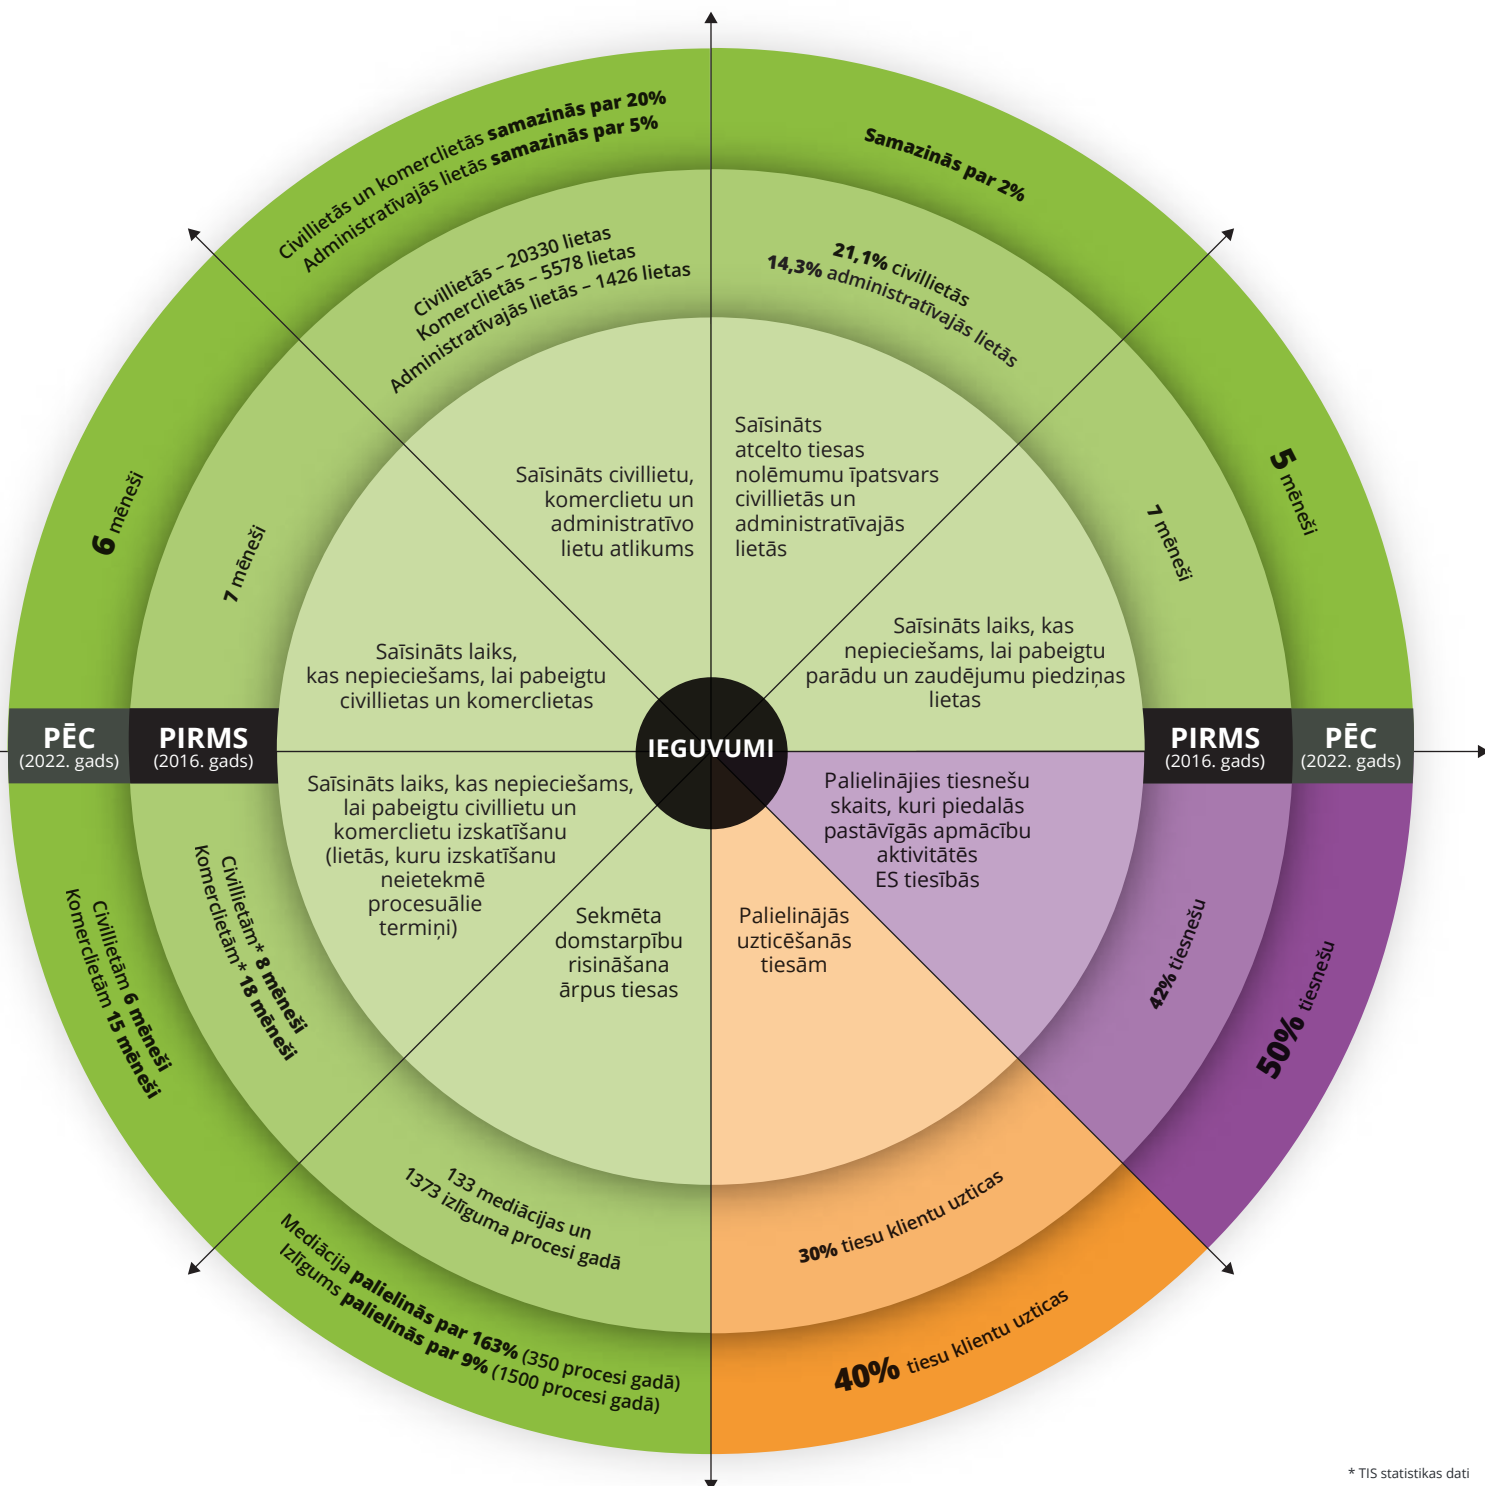 Civillietās un komerclietās samazinās par 20%
Administratīvajās lietās samazinās par 5%
Civillietās – 20330 lietas
Komerclietās – 5578 lietas
Administratīvajās lietās – 1426 lietas
Saīsināts civillietu,
komerclietu un
administratīvo
lietu atlikums
Samazinās par 2%
21,1% civillietās
14,3% administratīvajās lietās
Saīsināts
atcelto tiesas
nolēmumu īpatsvars
civillietās un
administratīvajās
lietās
5 mēneši
7 mēneši
Saīsināts laiks, kas
nepieciešams, lai pabeigtu
parādu un zaudējumu piedziņas
lietas
6 mēneši
7 mēneši
Saīsināts laiks,
kas nepieciešams, lai pabeigtu
civillietas un komerclietas
PĒC
(2022. gads)
PIRMS
(2016. gads)
IEGUVUMI
PIRMS
(2016. gads)
PĒC
(2022. gads)
Saīsināts laiks, kas nepieciešams,
lai pabeigtu civillietu un
komerclietu izskatīšanu
(lietās, kuru izskatīšanu
neietekmē
procesuālie
termiņi)
Civillietām* 8 mēneši
Komerclietām* 18 mēneši
Civillietām 6 mēneši
Komerclietām 15 mēneši
Sekmēta
domstarpību
risināšana
ārpus tiesas
133 mediācijas un
1373 izlīguma procesi gadā
Mediācija palielinās par 163% (350 procesi gadā)
Izlīgums palielinās par 9% (1500 procesi gadā)
Palielinājās
uzticēšanās
tiesām
30% tiesu klientu uzticas
40% tiesu klientu uzticas
Palielinājies tiesnešu
skaits, kuri piedalās
pastāvīgās apmācību
aktivitātēs
ES tiesībās
42% tiesnešu
50% tiesnešu
* TIS statistikas dati